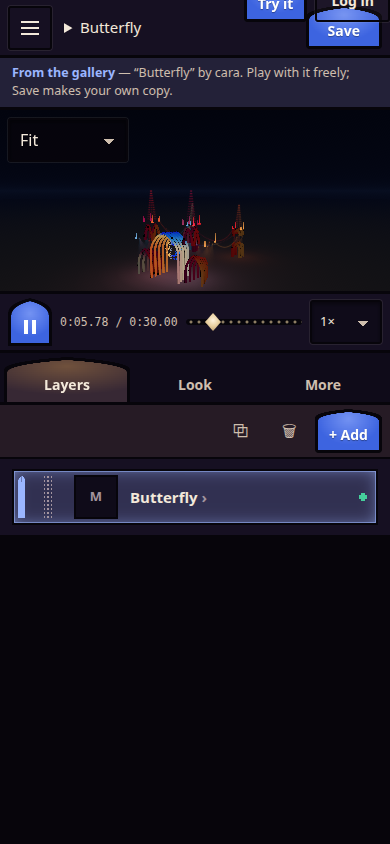 Try it
Log in
▶ Butterfly
Save
From the gallery — “Butterfly” by cara. Play with it freely;
Save makes your own copy.
Fit
0:05.78 / 0:30.00
1×
Layers
Look
More
+ Add
M
Butterfly ›